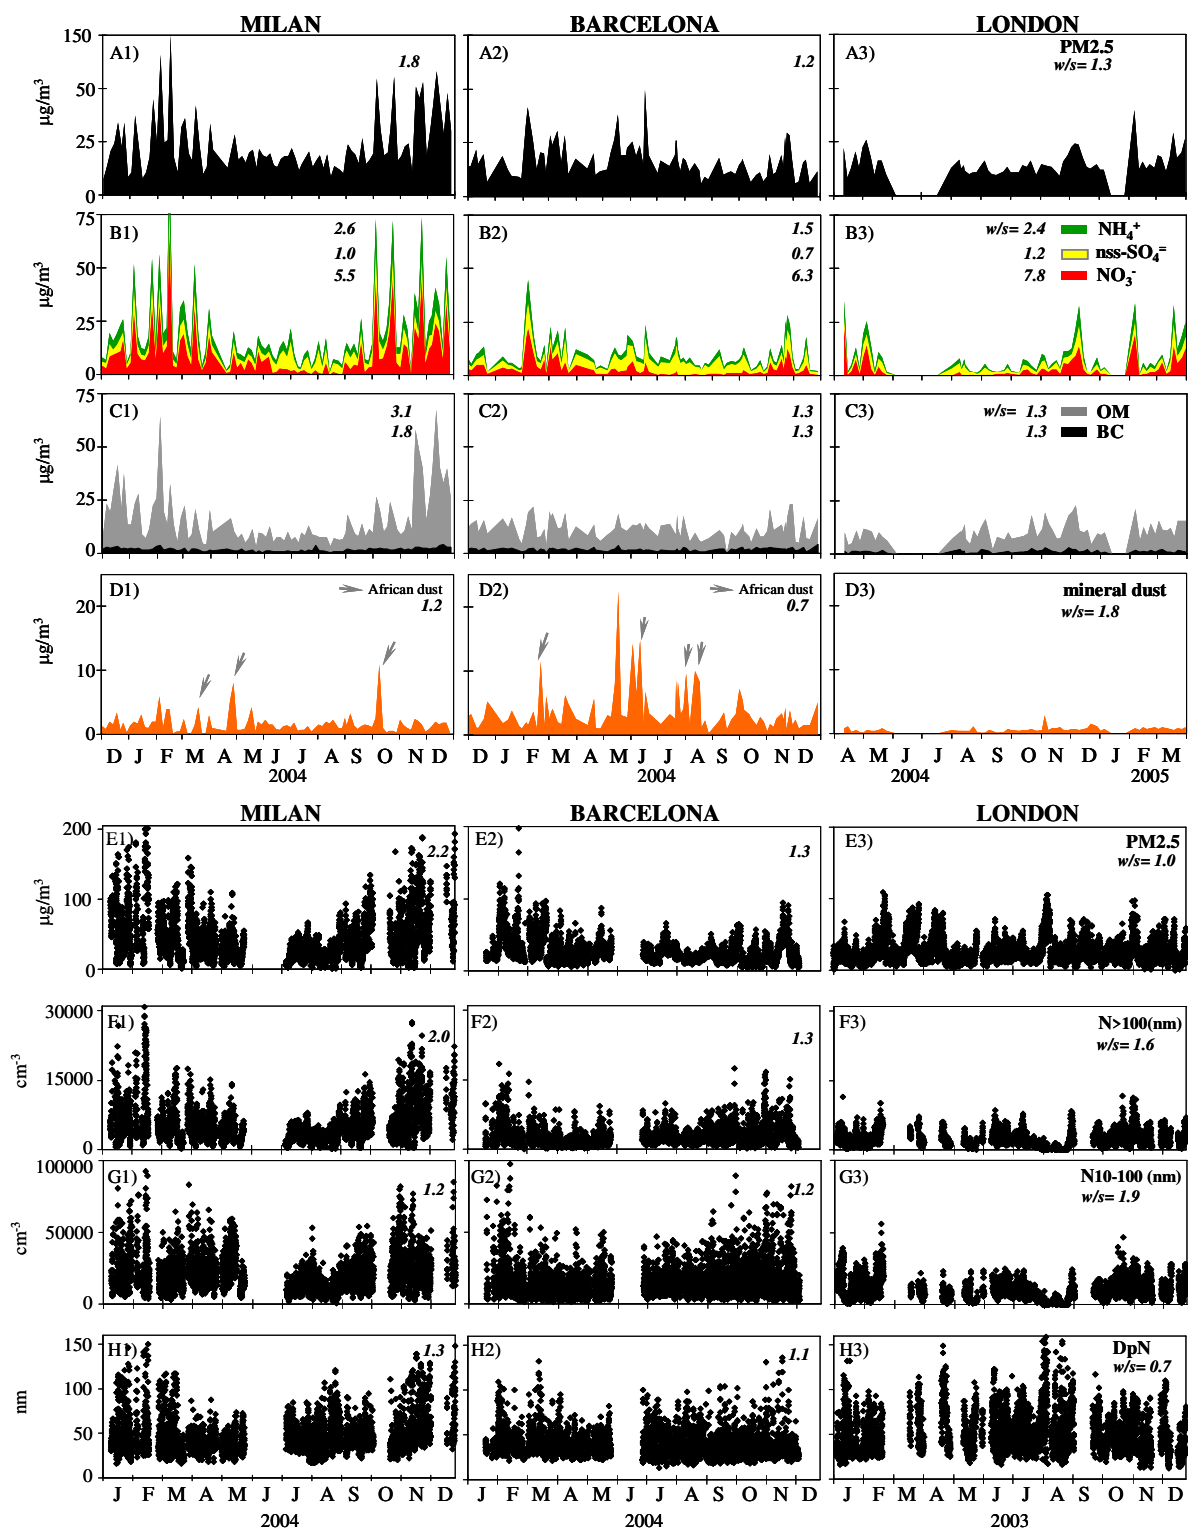 MILAN BARCELONA LONDON
150 A1) 1.8 A2) 1.2 A3) PM2.5
w/s= 1.3
50
µg/m³
25
0
75 B1) 2.6 B2) 1.5 B3) w/s= 2.4 NH₄⁺
1.0 0.7 1.2 nss-SO₄⁼
5.5 6.3 7.8 NO₃⁻
50
µg/m³
25
0
75 C1) 3.1 C2) 1.3 C3) w/s= 1.3 OM
1.8 1.3 1.3 BC
50
µg/m³
25
0
D1) African dust D2) African dust D3) mineral dust
1.2 0.7 w/s= 1.8
20
µg/m³
10
0
D J F M A M J J A S O N D J F M A M J J A S O N D A M J J A S O N D J F M
2004 2004 2004 2005
MILAN BARCELONA LONDON
200 E1) 2.2 E2) 1.3 E3) PM2.5
w/s= 1.0
100
µg/m³
0
30000 F1) 2.0 F2) 1.3 F3) N>100(nm)
w/s= 1.6
cm⁻³
15000
0
100000 G1) 1.2 G2) 1.2 G3) N10-100 (nm)
w/s= 1.9
50000
cm⁻³
0
150 H1) 1.3 H2) 1.1 H3) DpN
w/s= 0.7
100
nm
50
0
J F M A M J J A S O N D J F M A M J J A S O N D J F M A M J J A S O N D
2004 2004 2003